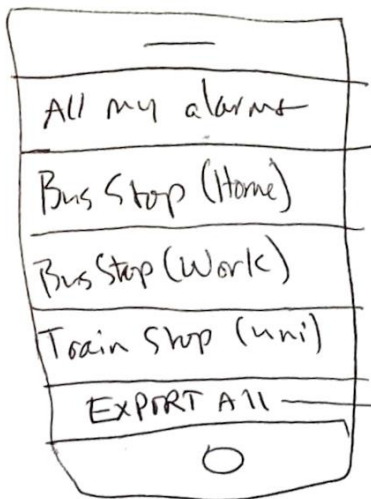 All my alarms
Bus Stop (Home)
Bus Stop (Work)
Train Stop (uni)
EXPORT All